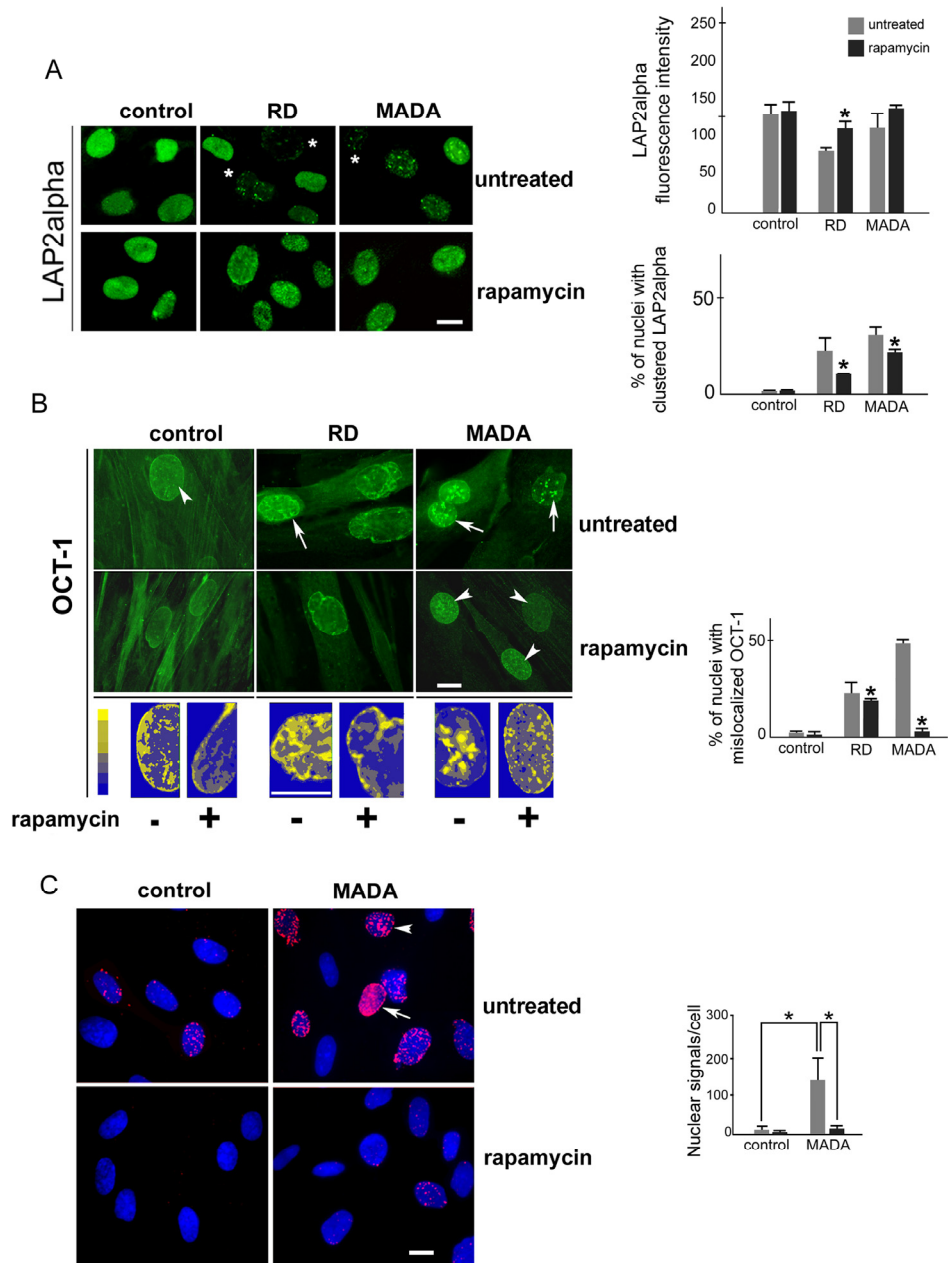 A
control RD MADA
LAP2alpha
untreated
rapamycin
*
*
*
LAP2alpha
fluorescence intensity
250
200
150
100
50
0
untreated
rapamycin
*
control RD MADA
% of nuclei with
clustered LAP2alpha
50
0
*
*
control RD MADA
B
control RD MADA
OCT-1
untreated
rapamycin
rapamycin - + - + - +
% of nuclei with
mislocalized OCT-1
50
0
*
*
control RD MADA
C
control MADA
untreated
rapamycin
Nuclear signals/cell
300
200
100
* *
control MADA